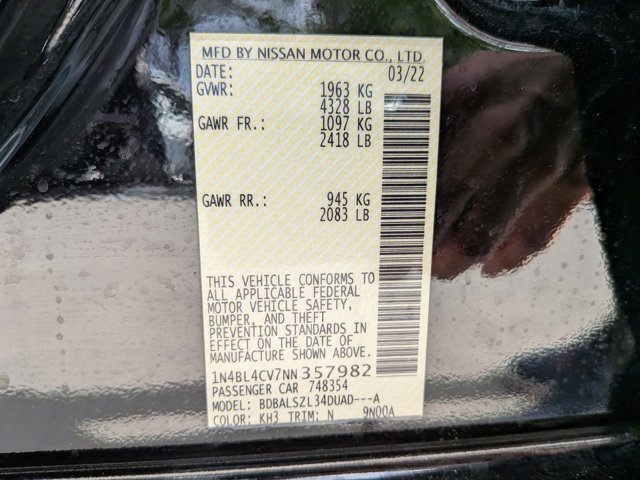 MFD BY NISSAN MOTOR CO., LTD.
DATE: 03/22
GVWR: 1963 KG
4328 LB
GAWR FR.: 1097 KG
2418 LB
GAWR RR.: 945 KG
2083 LB
THIS VEHICLE CONFORMS TO
ALL APPLICABLE FEDERAL
MOTOR VEHICLE SAFETY,
BUMPER, AND THEFT
PREVENTION STANDARDS IN
EFFECT ON THE DATE OF
MANUFACTURE SHOWN ABOVE.
1N4BL4CV7NN357982
PASSENGER CAR 748354
MODEL: BDBALSZL34DUAD---A
COLOR: KH3 TRIM: N 9N00A